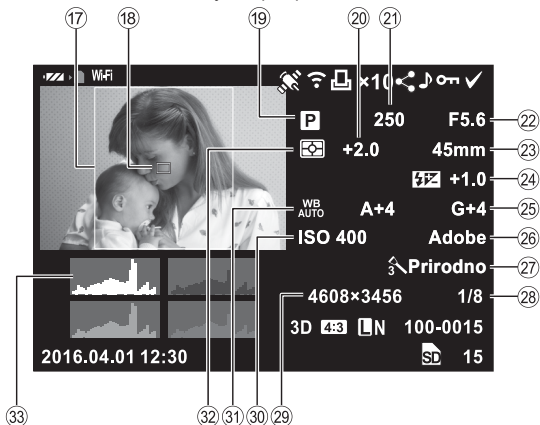 ⑰ ⑱ ⑲ ⑳ ㉑
Wi-Fi ×10
P 250 F5.6 ㉒
+2.0 45mm ㉓
+1.0 ㉔
WB AUTO A+4 G+4 ㉕
ISO 400 Adobe ㉖
3 Prirodno ㉗
4608×3456 1/8 ㉘
3D 4:3 LN 100-0015
2016.04.01 12:30 SD 15
㉝ ㉜ ㉛ ㉚ ㉙